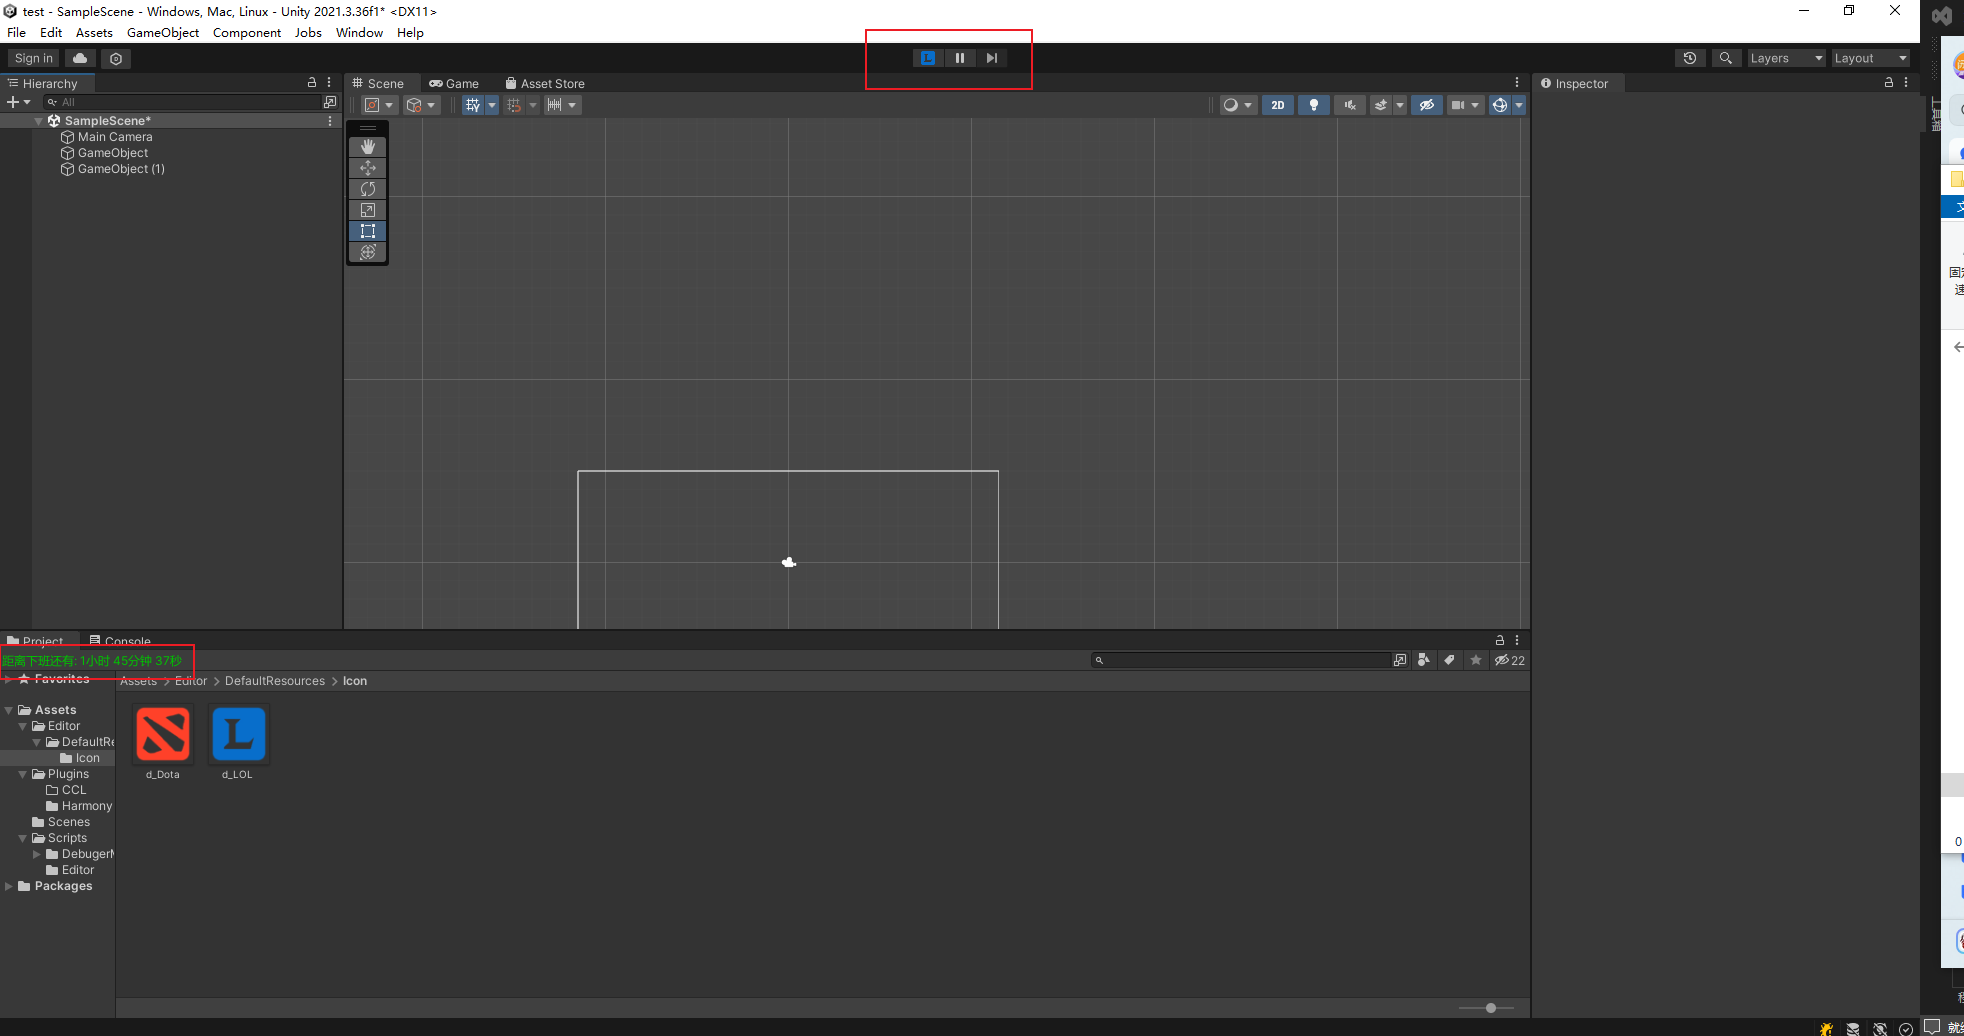 test - SampleScene - Windows, Mac, Linux - Unity 2021.3.36f1* <DX11>
File Edit Assets GameObject Component Jobs Window Help
Sign in
Layers Layout
Hierarchy
Scene Game Asset Store
Inspector
All
2D
SampleScene*
Main Camera
GameObject
GameObject (1)
Project Console
距离下班还有: 1小时 45分钟 37秒
22
Favorites
Assets > Editor > DefaultResources > Icon
Assets
Editor
DefaultRe
Icon
Plugins
CCL
Harmony
Scenes
Scripts
DebugerM
Editor
Packages
d_Dota d_LOL
L
L
0